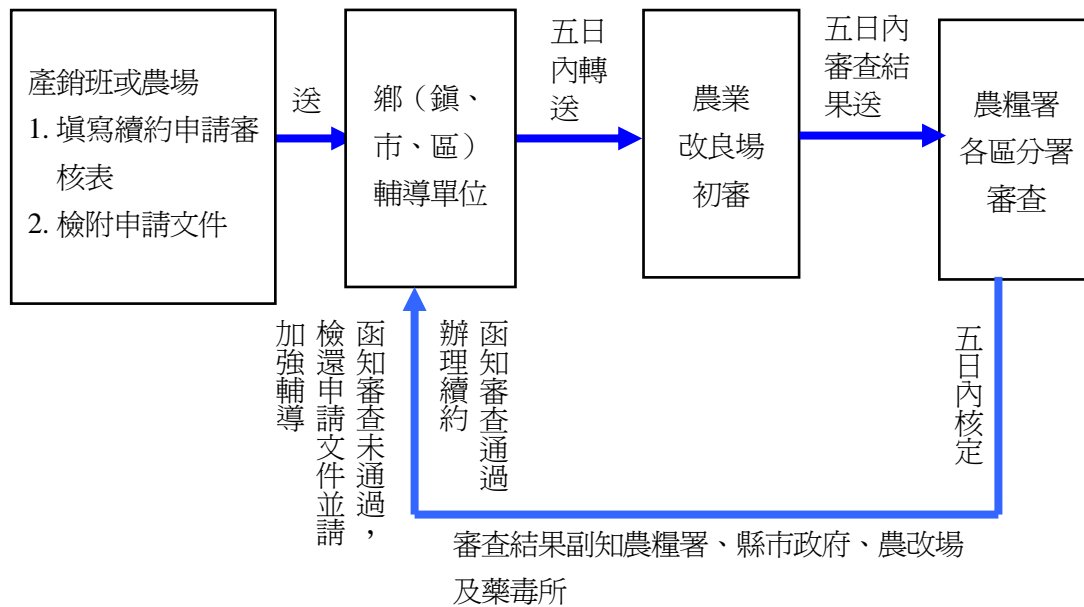 產銷班或農場
1. 填寫續約申請審
核表
2. 檢附申請文件
送
鄉（鎮、
市、區）
輔導單位
五日
內轉
送
農業
改良場
初審
五日內
審查結
果送
農糧署
各區分署
審查
五日內核定
函知審查通過
辦理續約
函知審查未通過，
檢還申請文件並請
加強輔導
審查結果副知農糧署、縣市政府、農改場
及藥毒所